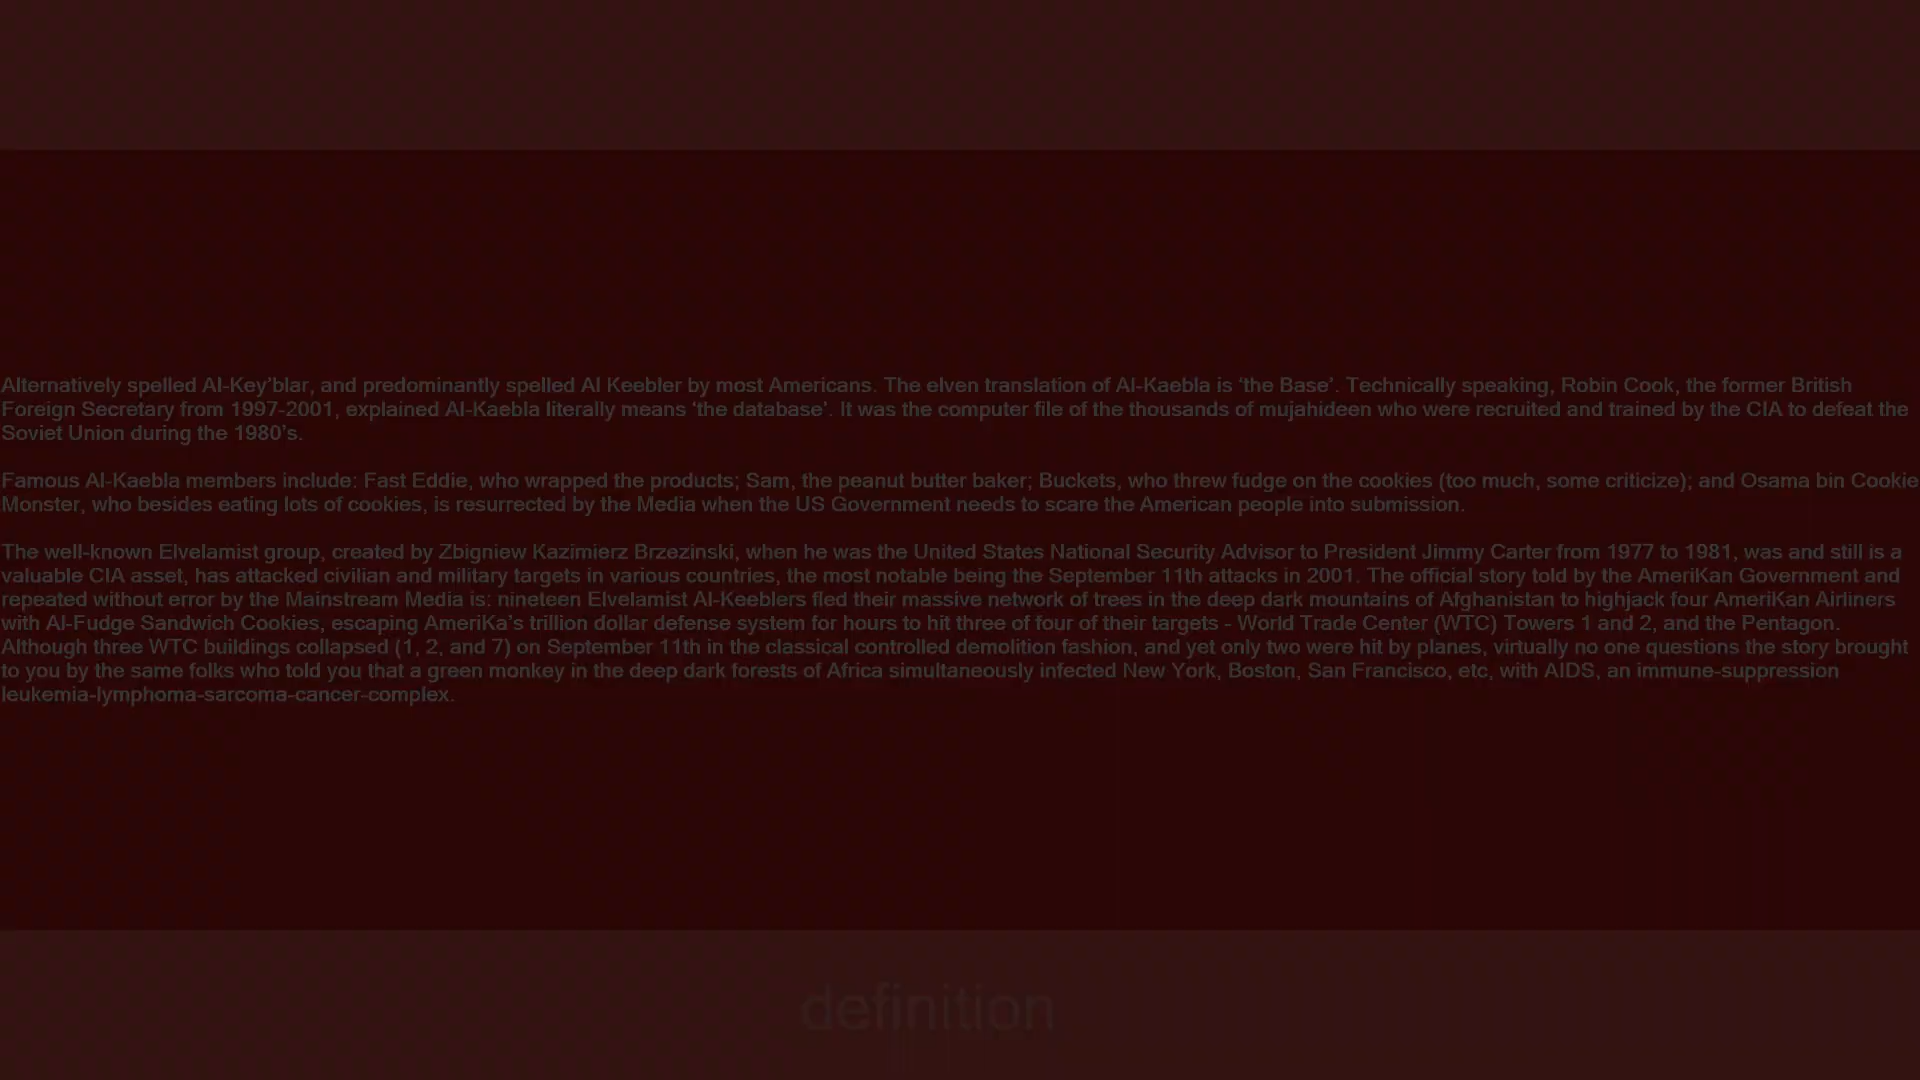 Alternatively spelled Al-Key’blar, and predominantly spelled Al Keebler by most Americans. The elven translation of Al-Kaebla is ‘the Base’. Technically speaking, Robin Cook, the former British
Foreign Secretary from 1997-2001, explained Al-Kaebla literally means ‘the database’. It was the computer file of the thousands of mujahideen who were recruited and trained by the CIA to defeat the
Soviet Union during the 1980’s.
Famous Al-Kaebla members include: Fast Eddie, who wrapped the products; Sam, the peanut butter baker; Buckets, who threw fudge on the cookies (too much, some criticize); and Osama bin Cookie
Monster, who besides eating lots of cookies, is resurrected by the Media when the US Government needs to scare the American people into submission.
The well-known Elvelamist group, created by Zbigniew Kazimierz Brzezinski, when he was the United States National Security Advisor to President Jimmy Carter from 1977 to 1981, was and still is a
valuable CIA asset, has attacked civilian and military targets in various countries, the most notable being the September 11th attacks in 2001. The official story told by the AmeriKan Government and
repeated without error by the Mainstream Media is: nineteen Elvelamist Al-Keeblers fled their massive network of trees in the deep dark mountains of Afghanistan to highjack four AmeriKan Airliners
with Al-Fudge Sandwich Cookies, escaping AmeriKa’s trillion dollar defense system for hours to hit three of four of their targets - World Trade Center (WTC) Towers 1 and 2, and the Pentagon.
Although three WTC buildings collapsed (1, 2, and 7) on September 11th in the classical controlled demolition fashion, and yet only two were hit by planes, virtually no one questions the story brought
to you by the same folks who told you that a green monkey in the deep dark forests of Africa simultaneously infected New York, Boston, San Francisco, etc, with AIDS, an immune-suppression
leukemia-lymphoma-sarcoma-cancer-complex.
definition